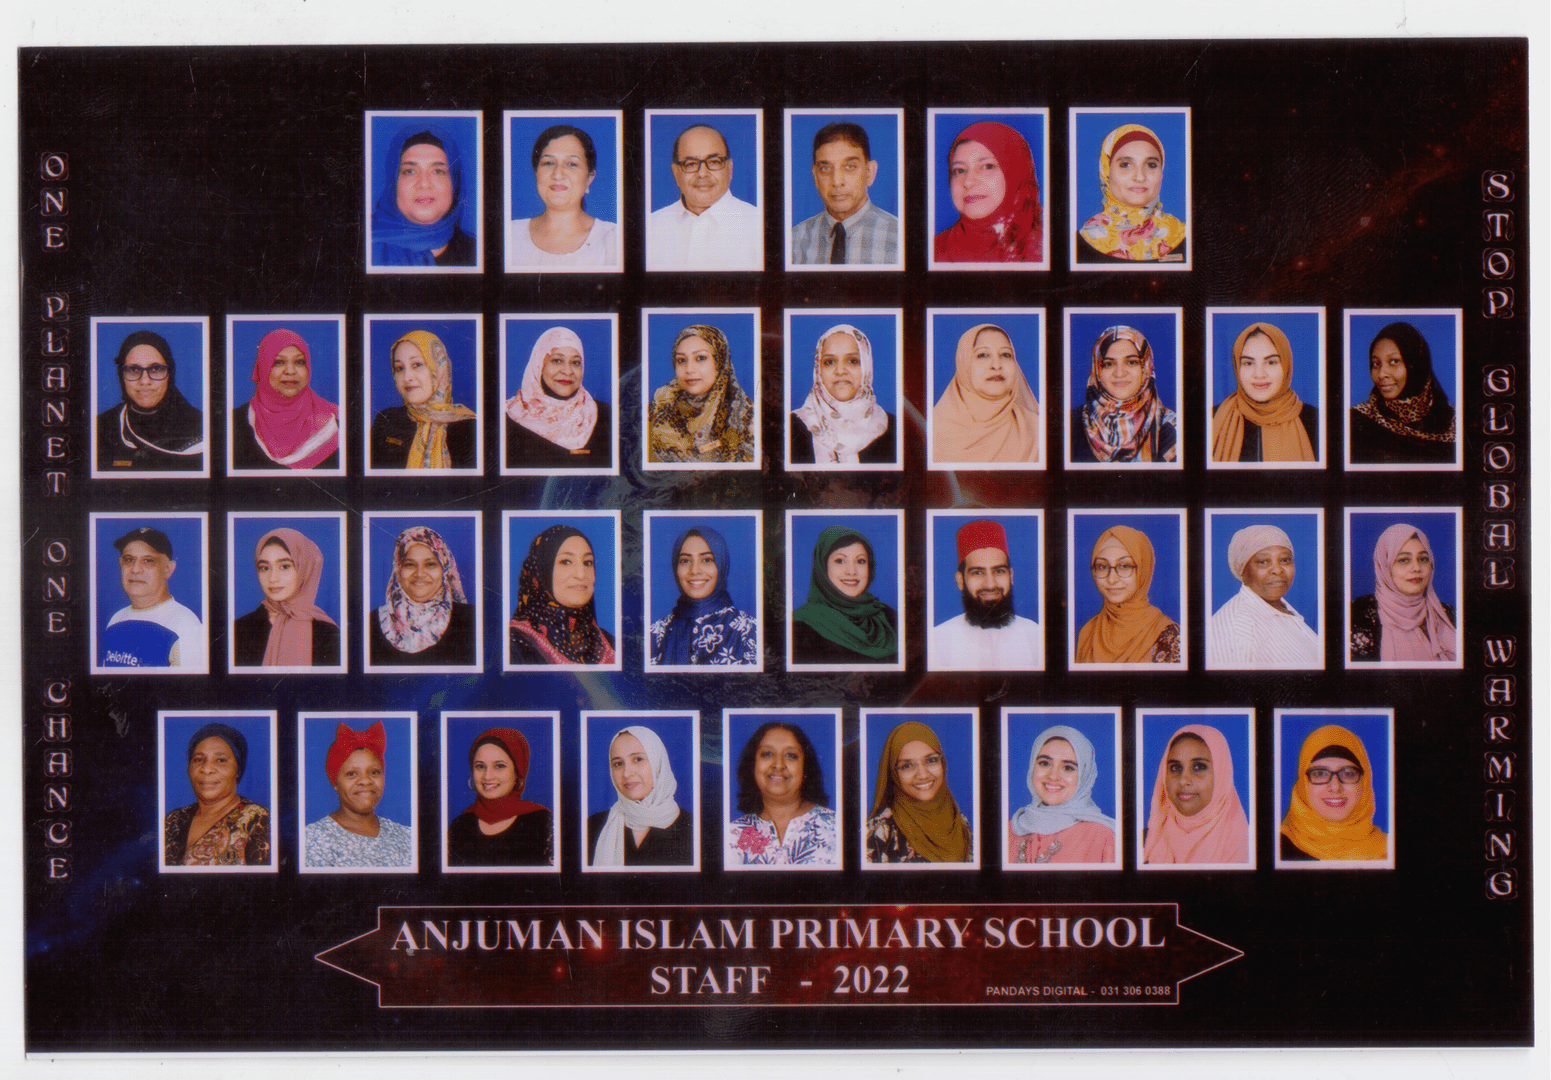 ONE PLANET ONE CHANCE
STOP GLOBAL WARMING
Deloitte
ANJUMAN ISLAM PRIMARY SCHOOL
STAFF - 2022
PANDAYS DIGITAL - 031 306 0388